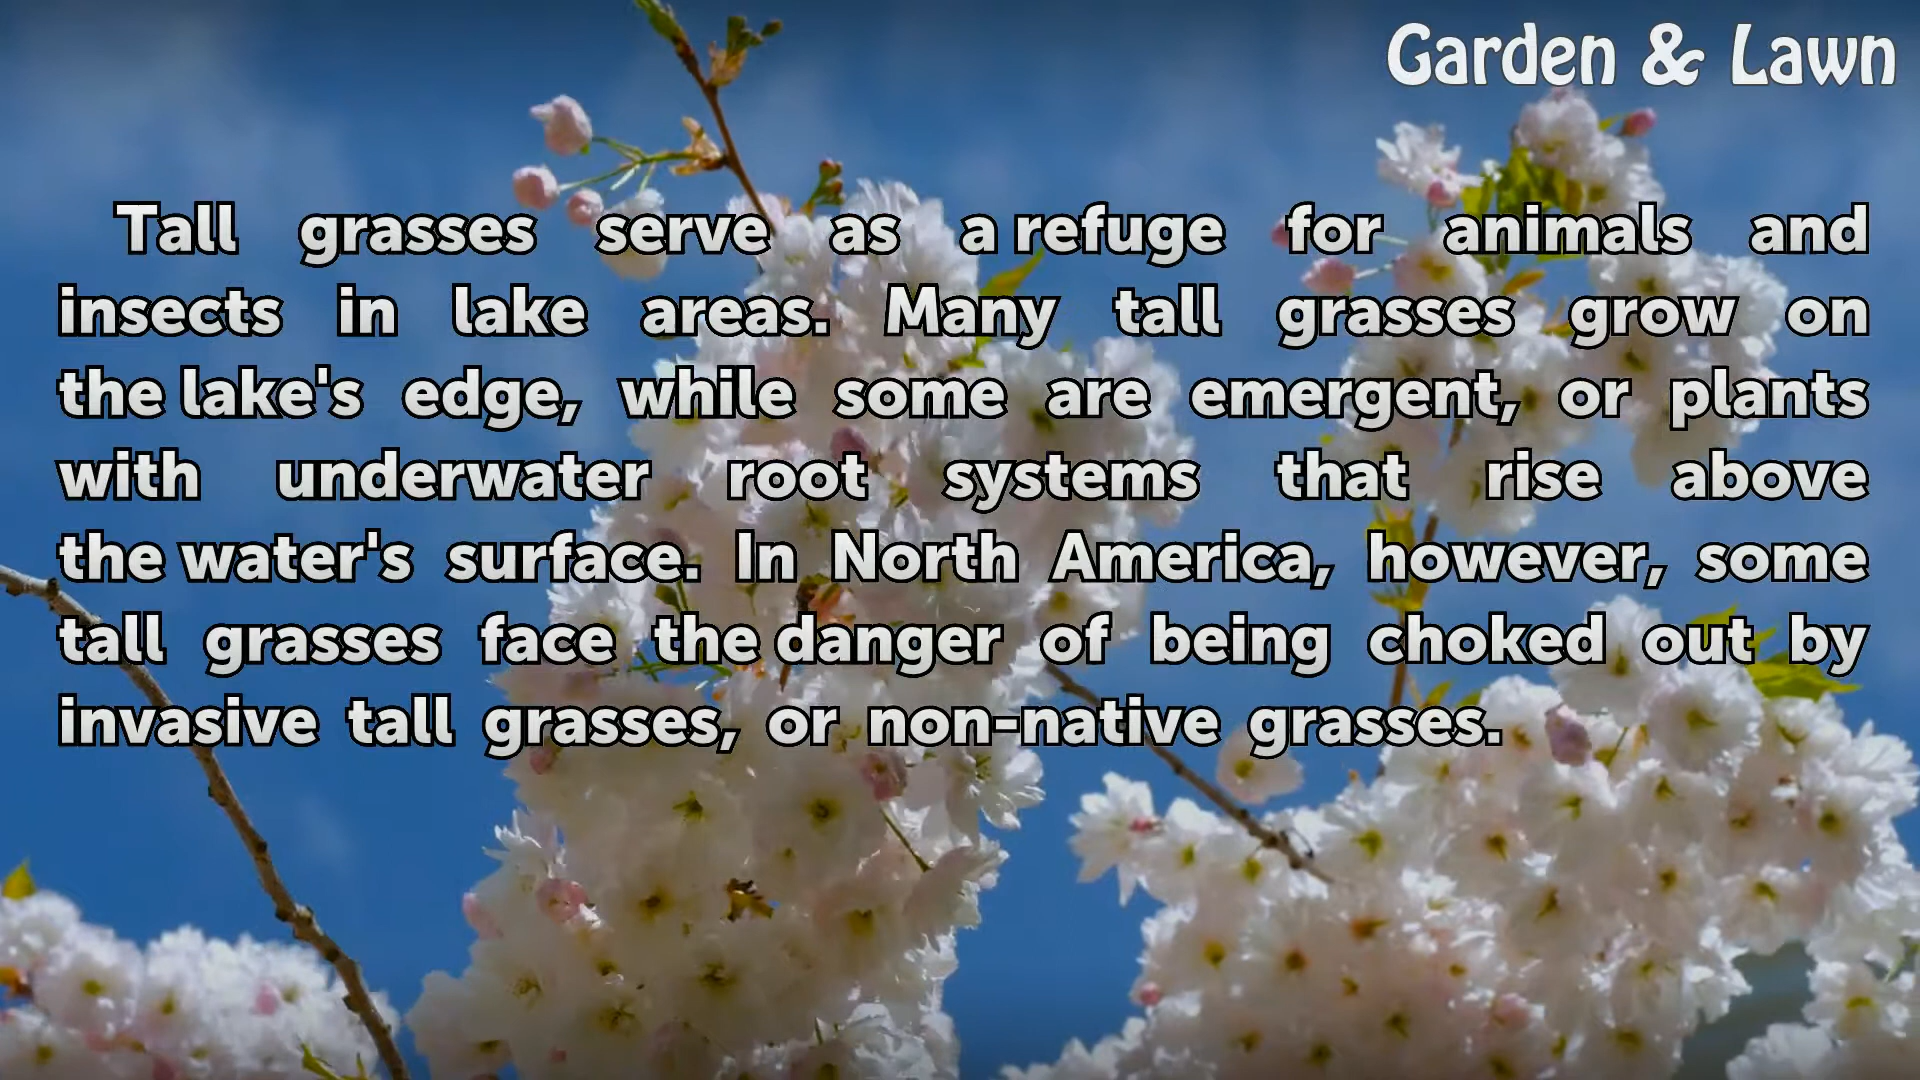 Garden & Lawn
Tall grasses serve as a refuge for animals and
insects in lake areas. Many tall grasses grow on
the lake's edge, while some are emergent, or plants
with underwater root systems that rise above
the water's surface. In North America, however, some
tall grasses face the danger of being choked out by
invasive tall grasses, or non-native grasses.